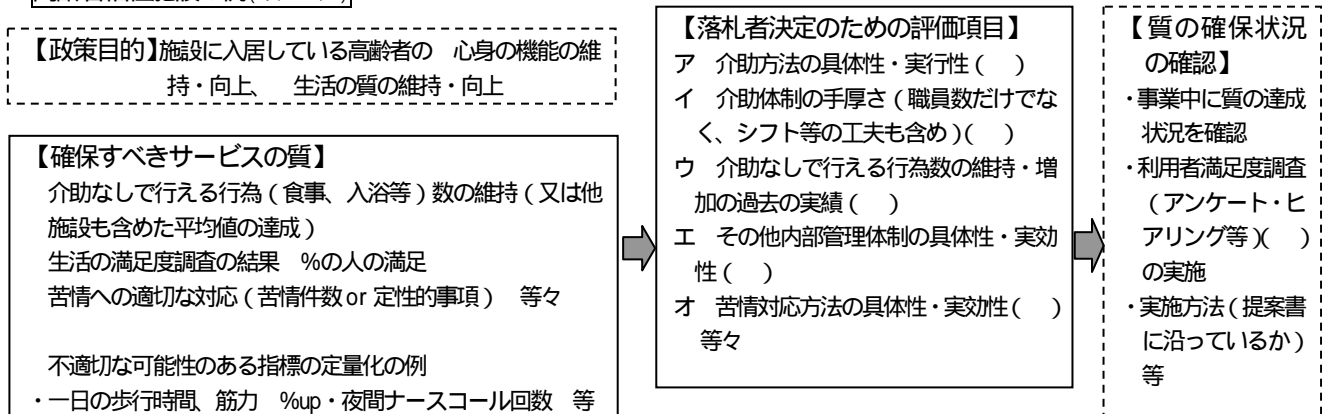 【政策目的】施設に入居している高齢者の 心身の機能の維
持・向上、 生活の質の維持・向上
【確保すべきサービスの質】
介助なしで行える行為（食事、入浴等）数の維持（又は他
施設も含めた平均値の達成）
生活の満足度調査の結果 %の人の満足
苦情への適切な対応（苦情件数 or 定性的事項） 等々
不適切な可能性のある指標の定量化の例
・一日の歩行時間、筋力 %up・夜間ナースコール回数 等
【落札者決定のための評価項目】
ア 介助方法の具体性・実行性（ ）
イ 介助体制の手厚さ（職員数だけでな
く、シフト等の工夫も含め）（ ）
ウ 介助なしで行える行為数の維持・増
加の過去の実績（ ）
エ その他内部管理体制の具体性・実効
性（ ）
オ 苦情対応方法の具体性・実効性（ ）
等々
【質の確保状況
の確認】
・事業中に質の達成
状況を確認
・利用者満足度調査
（アンケート・ヒ
アリング等）（ ）
の実施
・実施方法（提案書
に沿っているか）
等